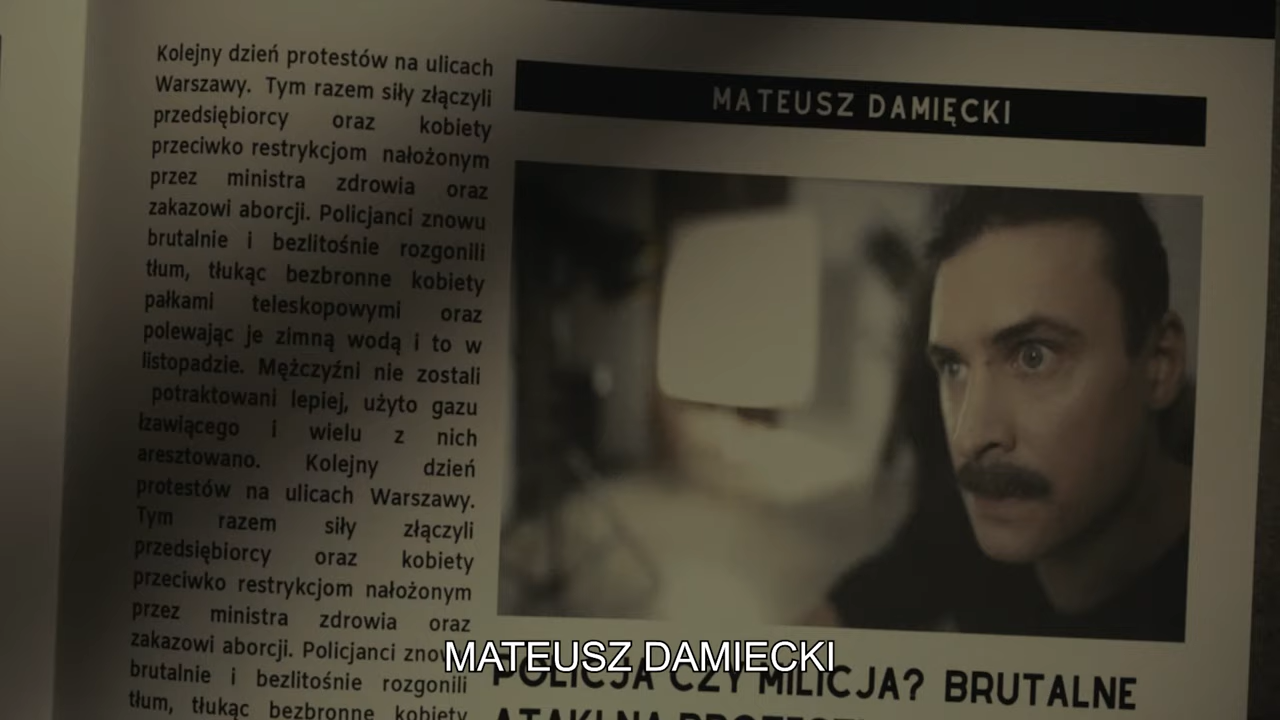 Kolejny dzień protestów na ulicach
Warszawy. Tym razem siły złączyli
przedsiębiorcy oraz kobiety
przeciwko restrykcjom nałożonym
przez ministra zdrowia oraz
zakazowi aborcji. Policjanci znowu
brutalnie i bezlitośnie rozgonili
tłum, tłukąc bezbronne kobiety
pałkami teleskopowymi oraz
polewając je zimną wodą i to w
listopadzie. Mężczyźni nie zostali
potraktowani lepiej, użyto gazu
łzawiącego i wielu z nich
aresztowano. Kolejny dzień
protestów na ulicach Warszawy.
Tym razem siły złączyli
przedsiębiorcy oraz kobiety
przeciwko restrykcjom nałożonym
przez ministra zdrowia oraz
zakazowi aborcji. Policjanci znowu
brutalnie i bezlitośnie rozgonili
tłum, tłukąc bezbronne kobiety
MATEUSZ DAMIĘCKI
POLICJA CZY MILICJA? BRUTALNE
ATAKI NA
MATEUSZ DAMIECKI